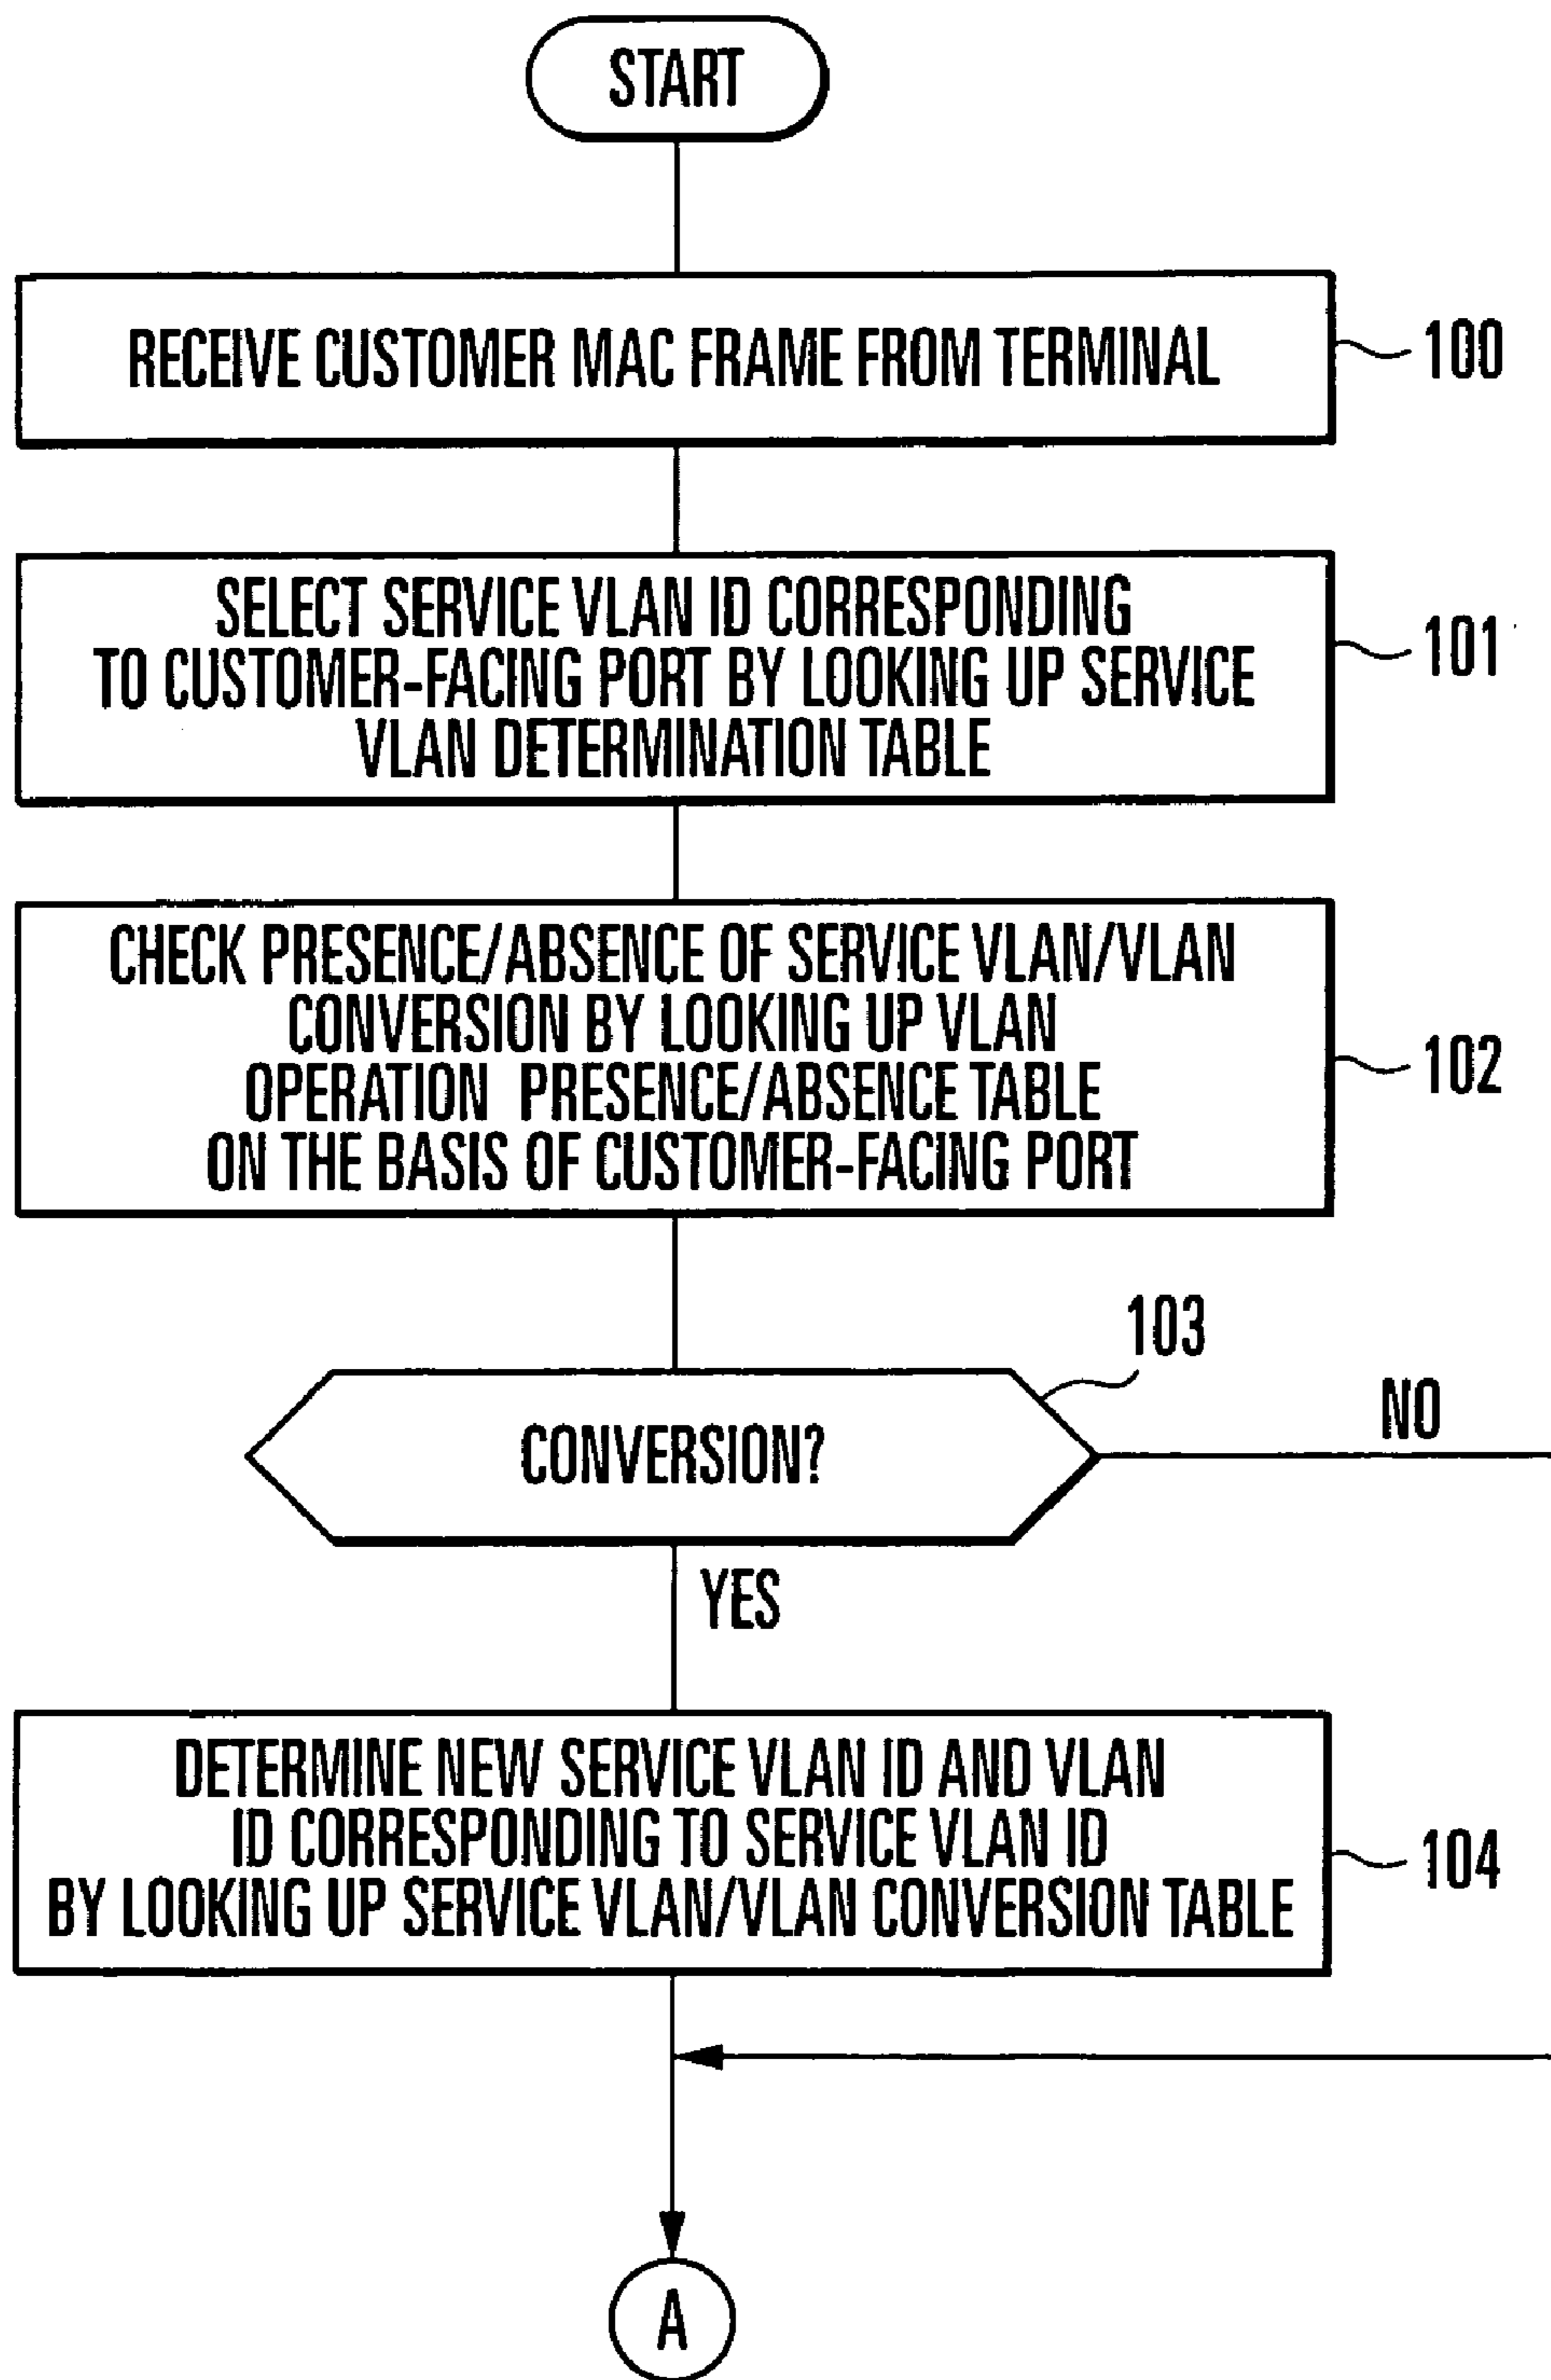 START
RECEIVE CUSTOMER MAC FRAME FROM TERMINAL
100
SELECT SERVICE VLAN ID CORRESPONDING
TO CUSTOMER-FACING PORT BY LOOKING UP SERVICE
VLAN DETERMINATION TABLE
101
CHECK PRESENCE/ABSENCE OF SERVICE VLAN/VLAN
CONVERSION BY LOOKING UP VLAN
OPERATION PRESENCE/ABSENCE TABLE
ON THE BASIS OF CUSTOMER-FACING PORT
102
103
CONVERSION?
NO
YES
DETERMINE NEW SERVICE VLAN ID AND VLAN
ID CORRESPONDING TO SERVICE VLAN ID
BY LOOKING UP SERVICE VLAN/VLAN CONVERSION TABLE
104
A